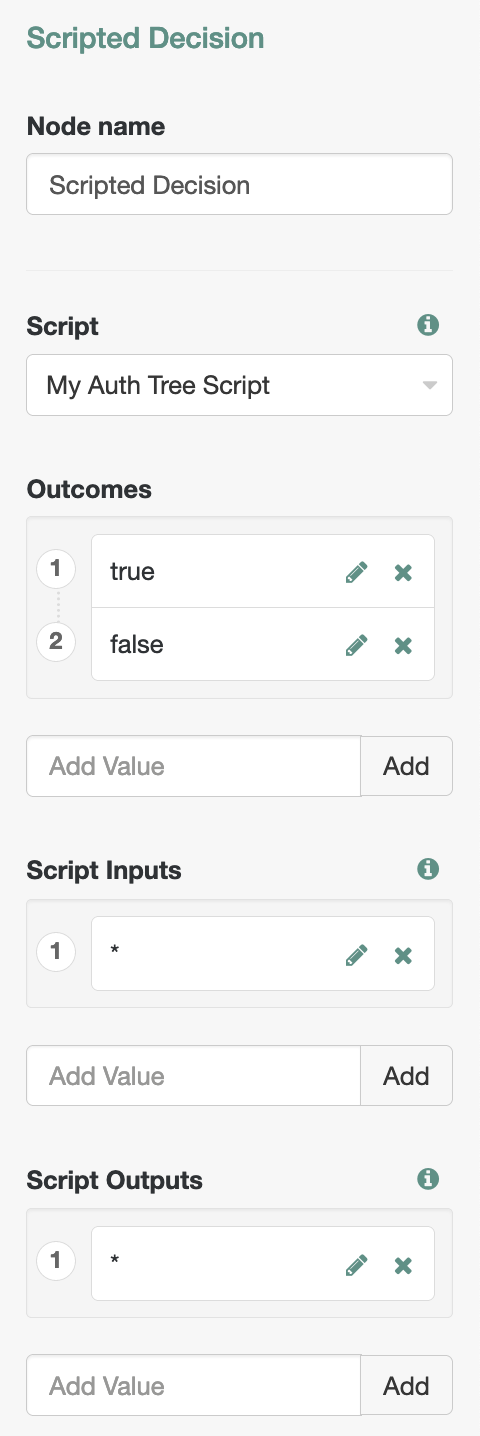 Scripted Decision
Node name
Scripted Decision
Script
My Auth Tree Script
Outcomes
1 true
2 false
Add Value Add
Script Inputs
1 *
Add Value Add
Script Outputs
1 *
Add Value Add